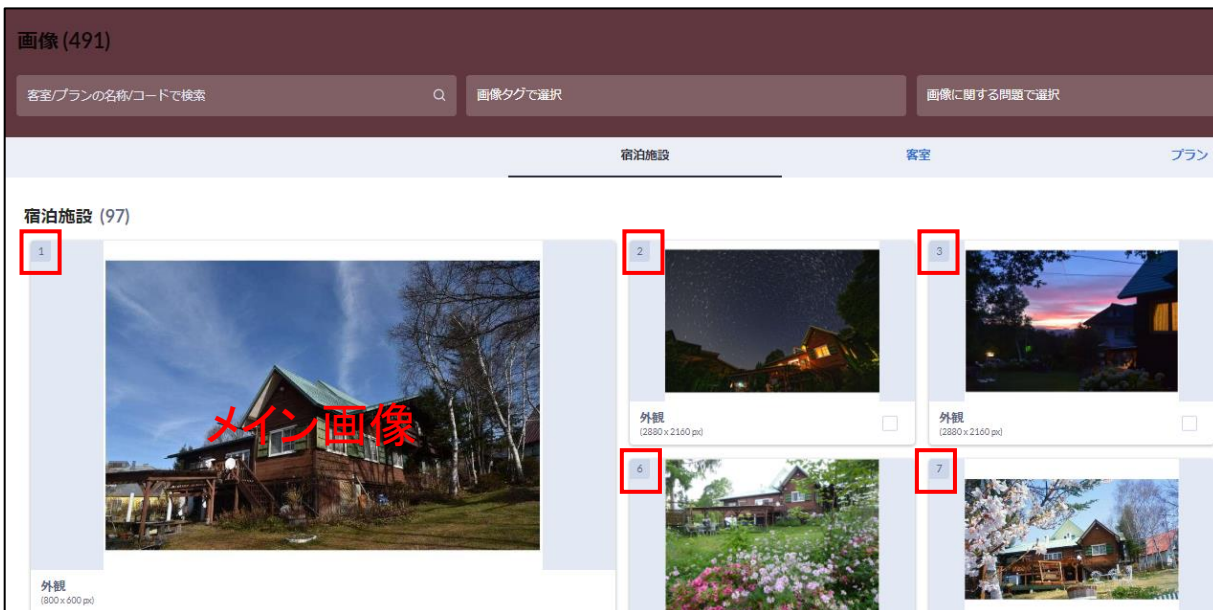 画像 (491)
客室/プランの名称/コードで検索
画像タグで選択
画像に関する問題で選択
宿泊施設
客室
プラン
宿泊施設 (97)
1
2
3
メイン画像
外観
(2880 x 2160 px)
外観
(2880 x 2160 px)
6
7
外観
(800 x 600 px)